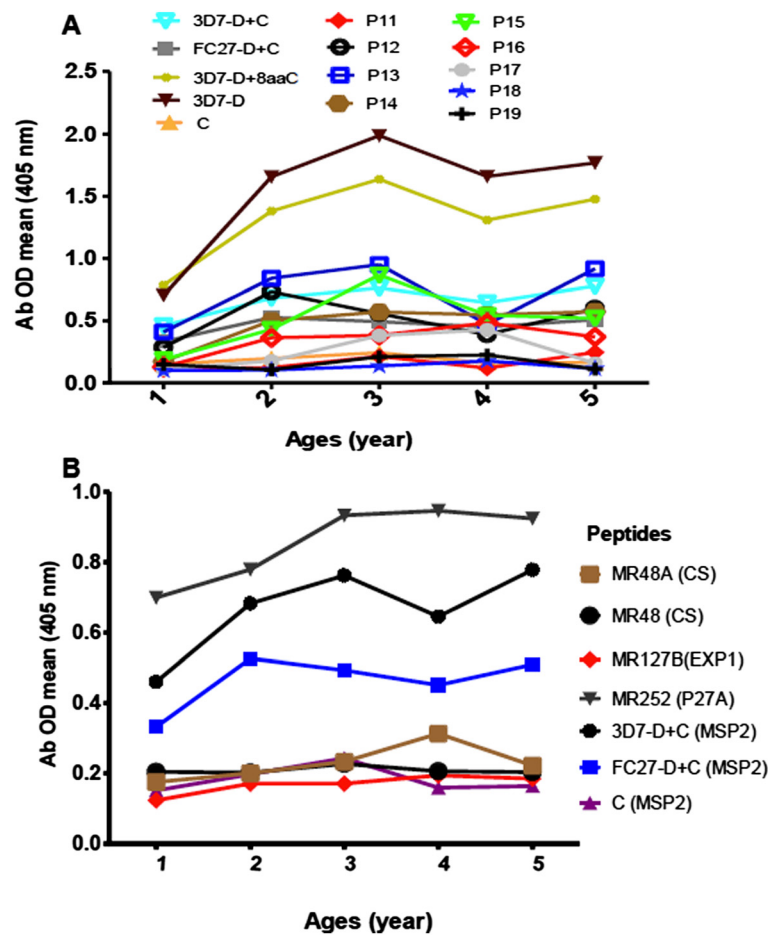 A
3D7-D+C
FC27-D+C
3D7-D+8aaC
3D7-D
C
P11
P12
P13
P14
P15
P16
P17
P18
P19
Ab OD mean (405 nm)
2.5
2.0
1.5
1.0
0.5
0.0
1 2 3 4 5
Ages (year)
B
Ab OD mean (405 nm)
1.0
0.8
0.6
0.4
0.2
0.0
1 2 3 4 5
Ages (year)
Peptides
MR48A (CS)
MR48 (CS)
MR127B(EXP1)
MR252 (P27A)
3D7-D+C (MSP2)
FC27-D+C (MSP2)
C (MSP2)